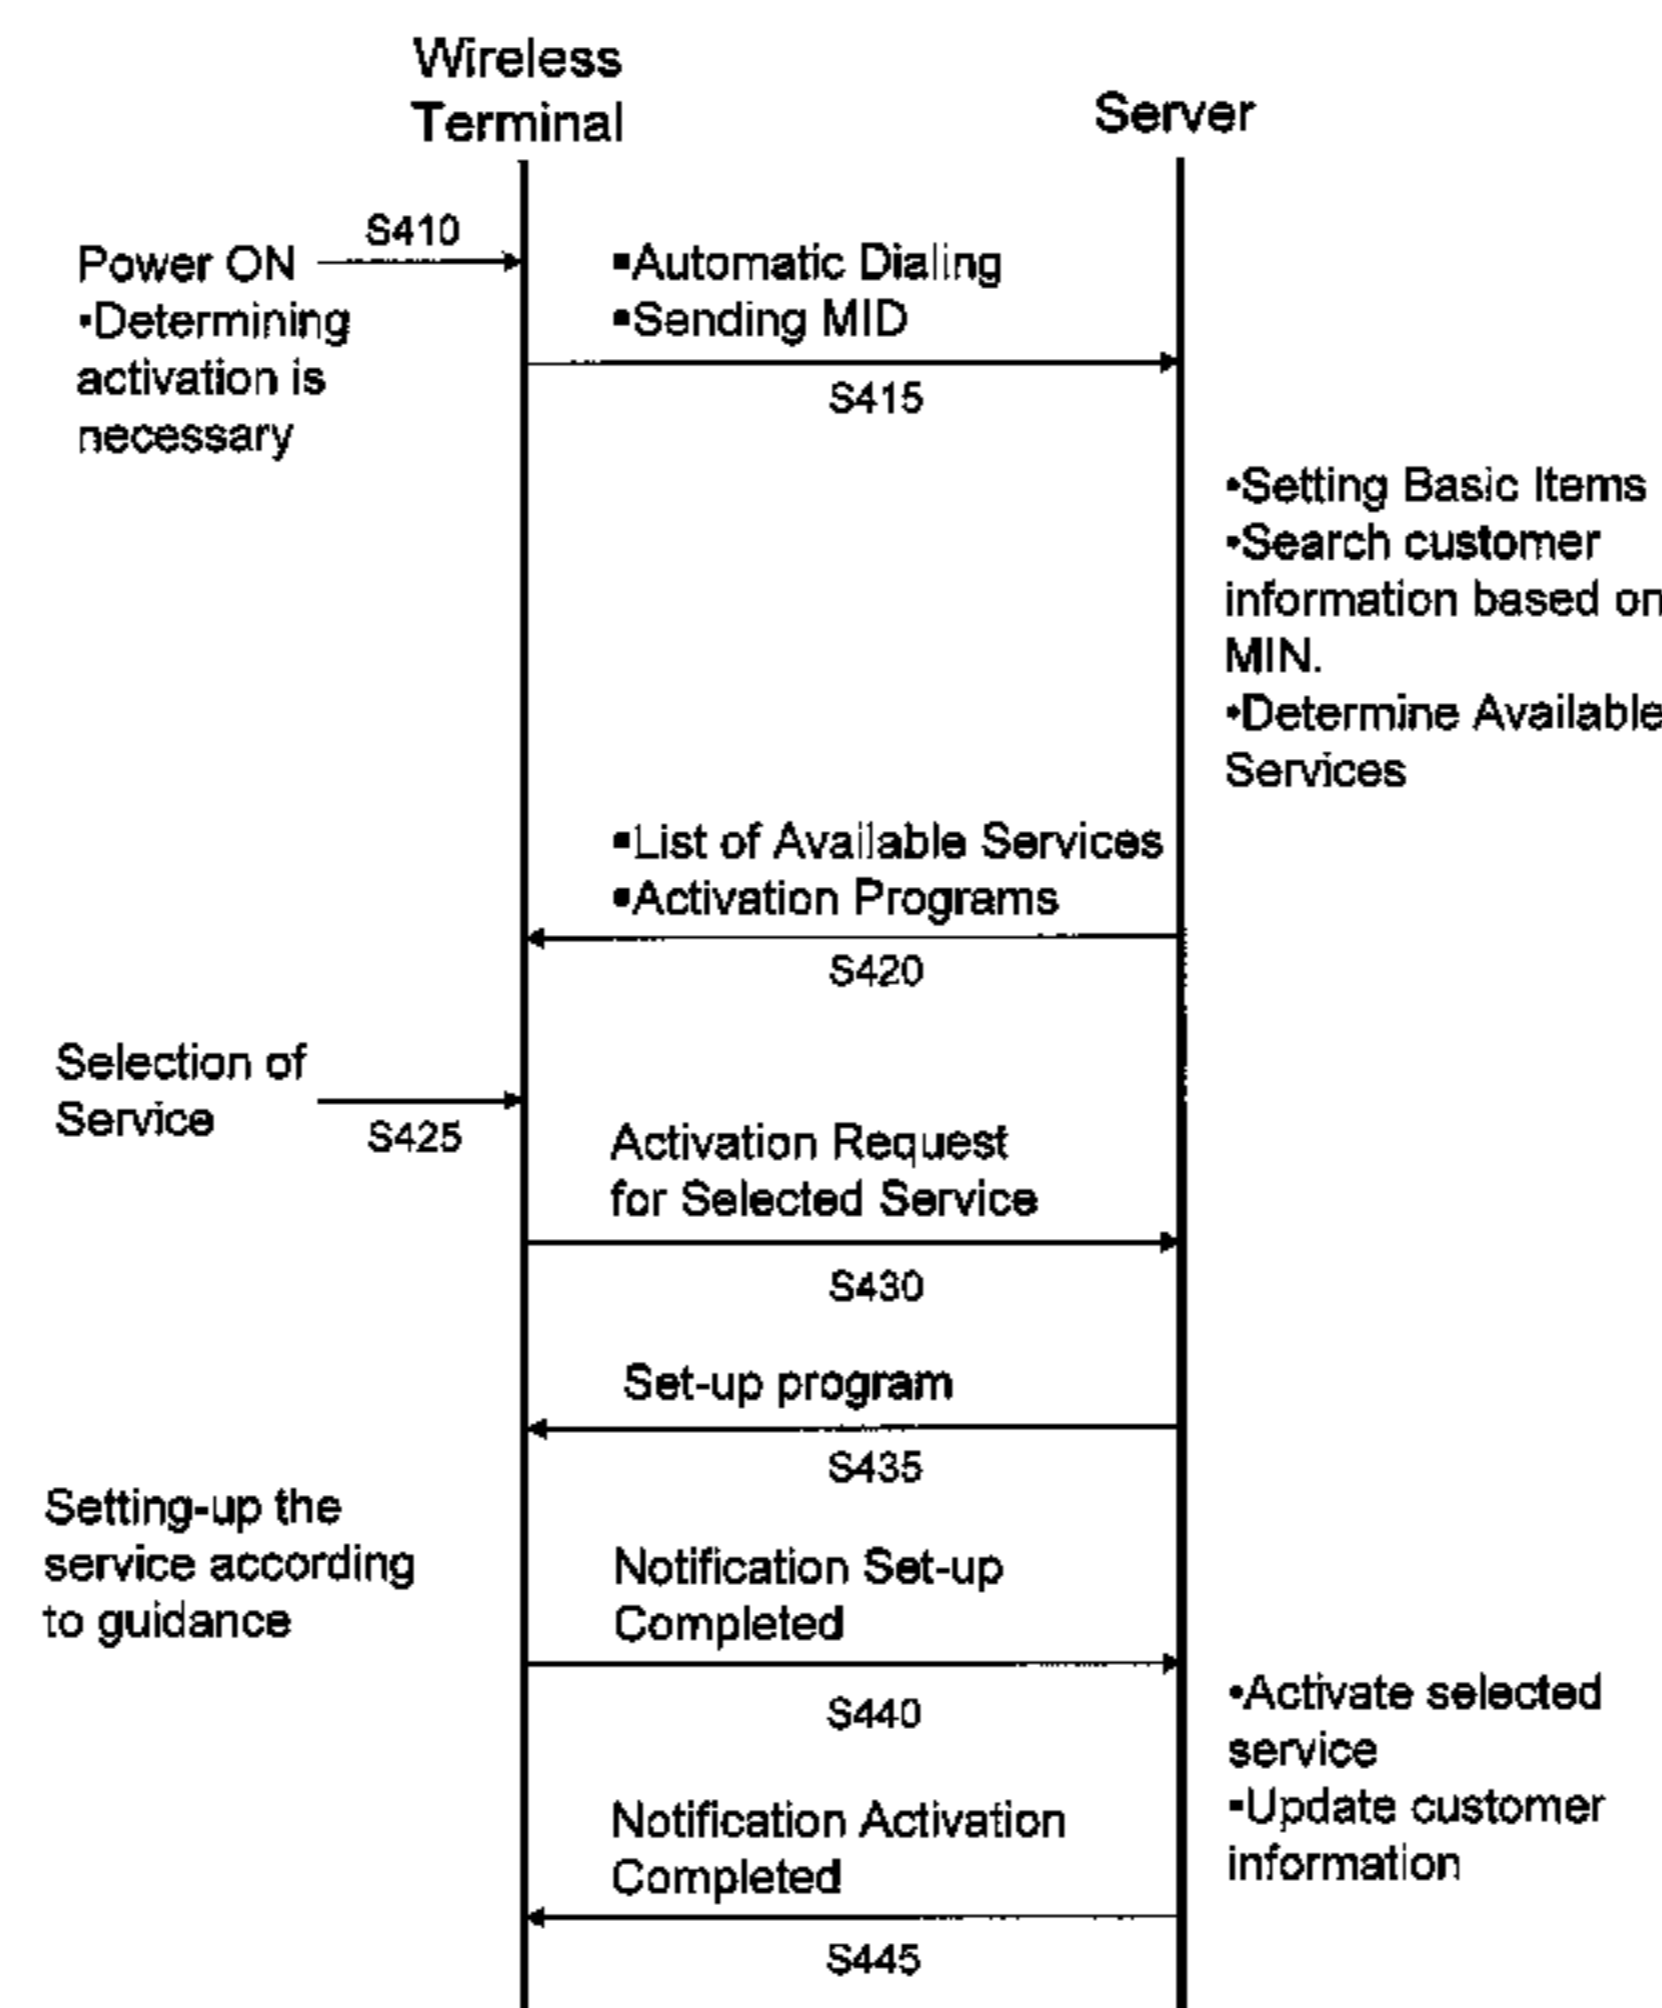 Wireless
Terminal
Server
S410
Power ON
•Determining
activation is
necessary
▪Automatic Dialing
▪Sending MID
S415
•Setting Basic Items
•Search customer
information based on
MIN.
•Determine Available
Services
▪List of Available Services
▪Activation Programs
S420
Selection of
Service
S425
Activation Request
for Selected Service
S430
Set-up program
S435
Setting-up the
service according
to guidance
Notification Set-up
Completed
S440
•Activate selected
service
▪Update customer
information
Notification Activation
Completed
S445